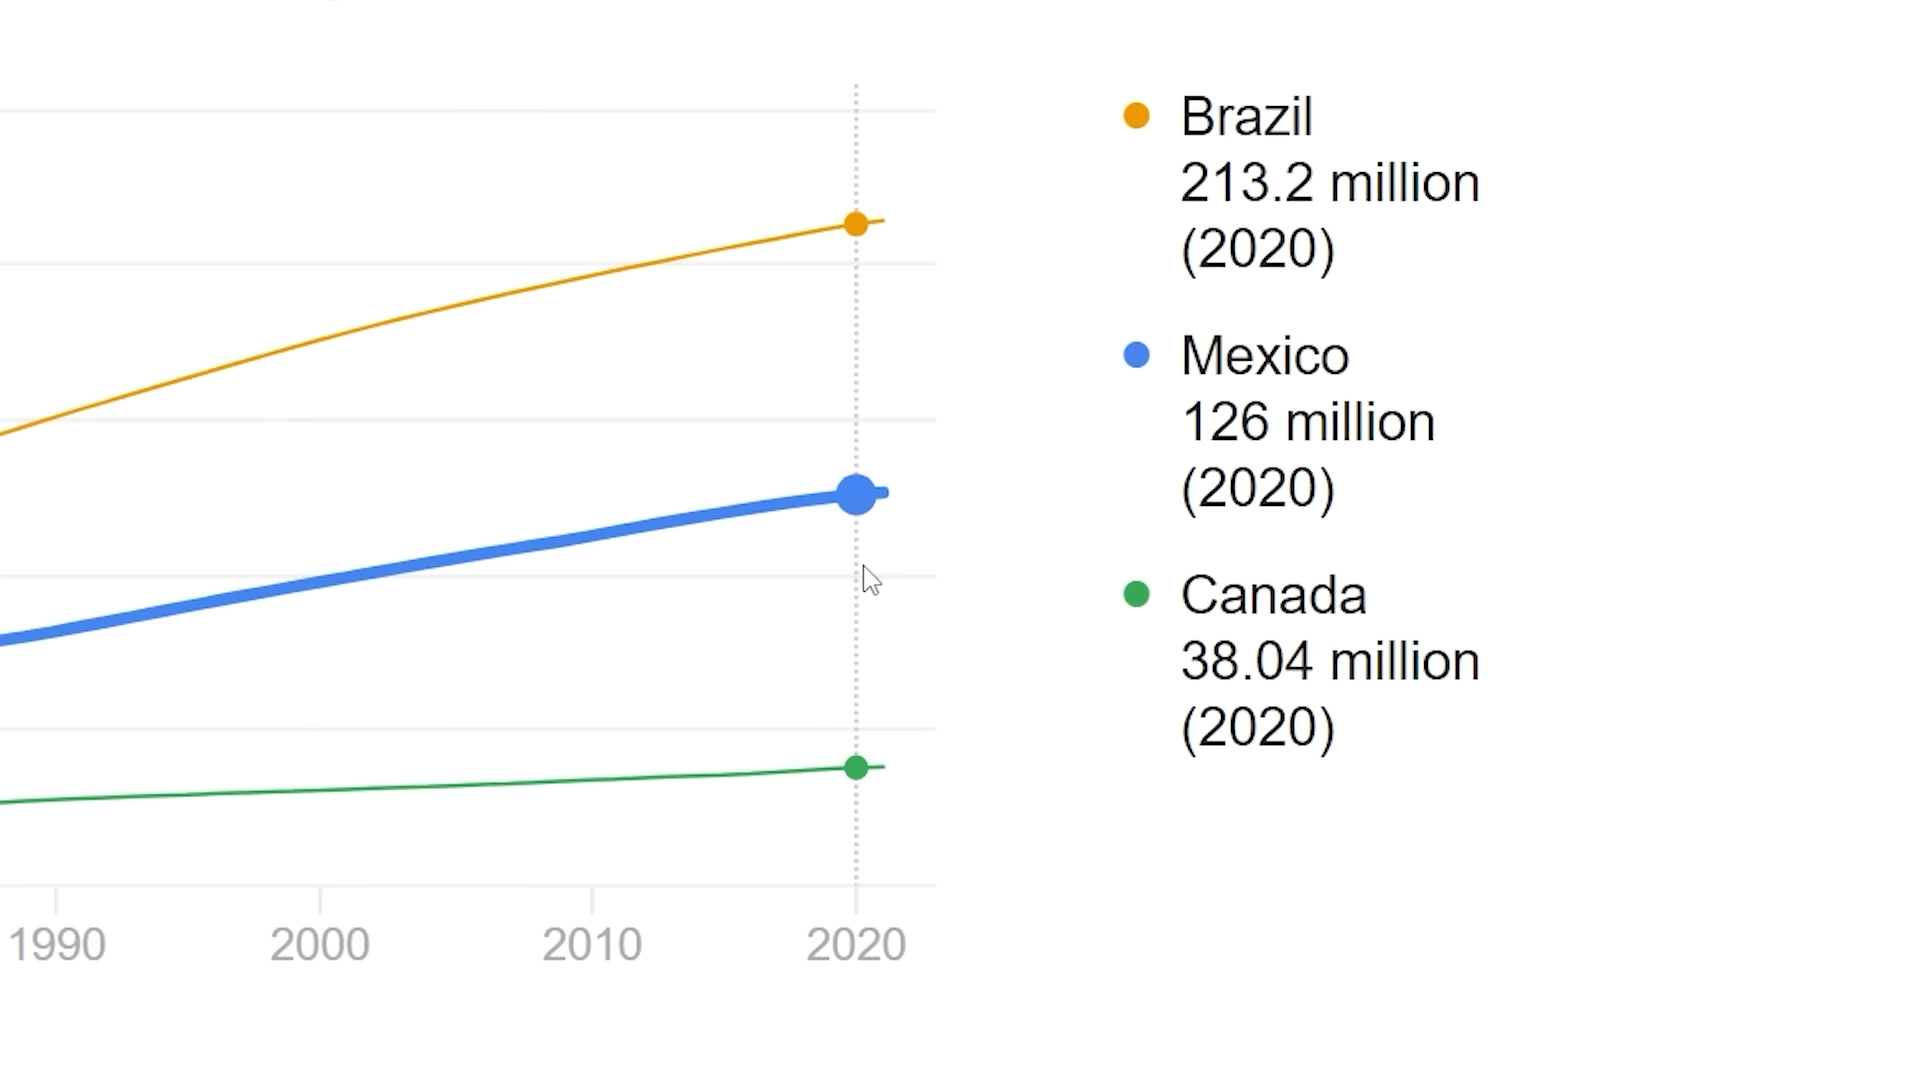 Brazil
213.2 million
(2020)
Mexico
126 million
(2020)
Canada
38.04 million
(2020)
1990 2000 2010 2020